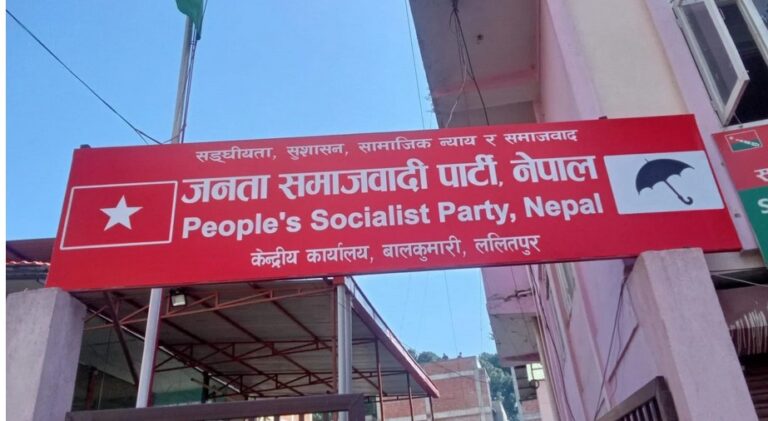 सङ्घीयता, सुशासन, सामाजिक न्याय र समाजवाद
जनता समाजवादी पार्टी, नेपाल
People's Socialist Party, Nepal
केन्द्रीय कार्यालय, बालकुमारी, ललितपुर